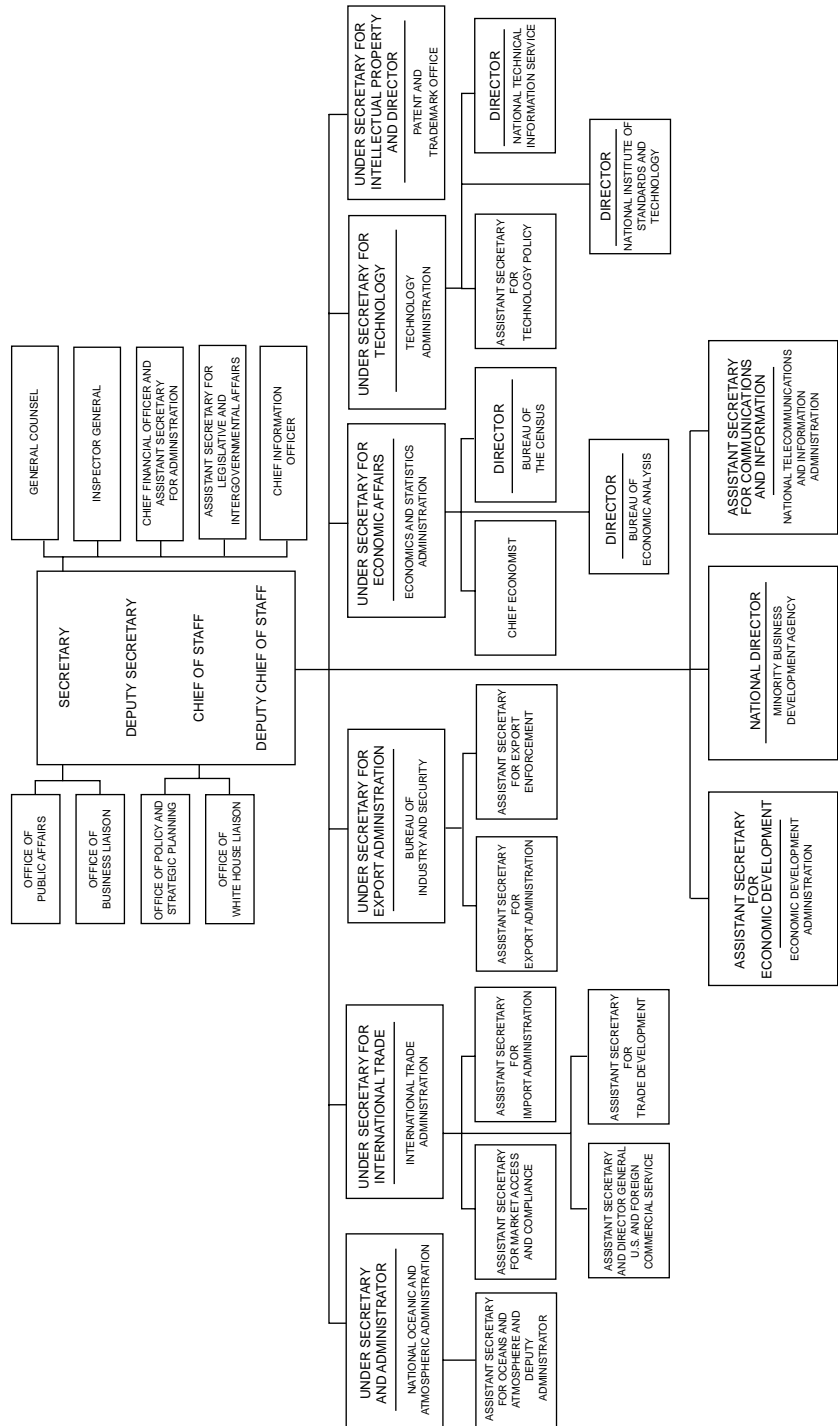 OFFICE OF
PUBLIC AFFAIRS
OFFICE OF
BUSINESS LIAISON
OFFICE OF POLICY AND
STRATEGIC PLANNING
OFFICE OF
WHITE HOUSE LIAISON
SECRETARY
DEPUTY SECRETARY
CHIEF OF STAFF
DEPUTY CHIEF OF STAFF
GENERAL COUNSEL
INSPECTOR GENERAL
CHIEF FINANCIAL OFFICER AND
ASSISTANT SECRETARY
FOR ADMINISTRATION
ASSISTANT SECRETARY FOR
LEGISLATIVE AND
INTERGOVERNMENTAL AFFAIRS
CHIEF INFORMATION
OFFICER
UNDER SECRETARY
AND ADMINISTRATOR
NATIONAL OCEANIC AND
ATMOSPHERIC ADMINISTRATION
UNDER SECRETARY FOR
INTERNATIONAL TRADE
INTERNATIONAL TRADE
ADMINISTRATION
UNDER SECRETARY FOR
EXPORT ADMINISTRATION
BUREAU OF
INDUSTRY AND SECURITY
UNDER SECRETARY FOR
ECONOMIC AFFAIRS
ECONOMICS AND STATISTICS
ADMINISTRATION
UNDER SECRETARY FOR
TECHNOLOGY
TECHNOLOGY
ADMINISTRATION
UNDER SECRETARY FOR
INTELLECTUAL PROPERTY
AND DIRECTOR
PATENT AND
TRADEMARK OFFICE
ASSISTANT SECRETARY
FOR OCEANS AND
ATMOSPHERE AND
DEPUTY
ADMINISTRATOR
ASSISTANT SECRETARY
FOR MARKET ACCESS
AND COMPLIANCE
ASSISTANT SECRETARY
FOR
IMPORT ADMINISTRATION
ASSISTANT SECRETARY
FOR
EXPORT ADMINISTRATION
ASSISTANT SECRETARY
FOR EXPORT
ENFORCEMENT
CHIEF ECONOMIST
DIRECTOR
BUREAU OF
THE CENSUS
ASSISTANT SECRETARY
FOR
TECHNOLOGY POLICY
DIRECTOR
NATIONAL TECHNICAL
INFORMATION SERVICE
ASSISTANT SECRETARY
AND DIRECTOR GENERAL
U.S. AND FOREIGN
COMMERCIAL SERVICE
ASSISTANT SECRETARY
FOR
TRADE DEVELOPMENT
DIRECTOR
BUREAU OF
ECONOMIC ANALYSIS
DIRECTOR
NATIONAL INSTITUTE OF
STANDARDS AND
TECHNOLOGY
ASSISTANT SECRETARY
FOR
ECONOMIC DEVELOPMENT
ECONOMIC DEVELOPMENT
ADMINISTRATION
NATIONAL DIRECTOR
MINORITY BUSINESS
DEVELOPMENT AGENCY
ASSISTANT SECRETARY
FOR COMMUNICATIONS
AND INFORMATION
NATIONAL TELECOMMUNICATIONS
AND INFORMATION
ADMINISTRATION